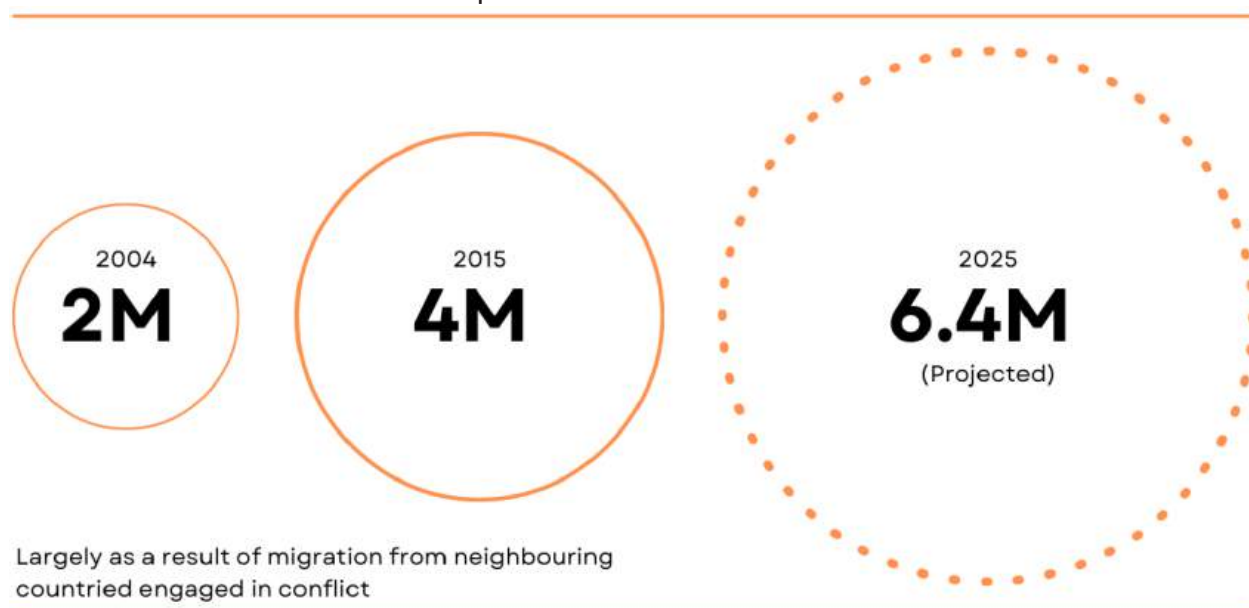 2004
2M
2015
4M
2025
6.4M
(Projected)
Largely as a result of migration from neighbouring
countried engaged in conflict